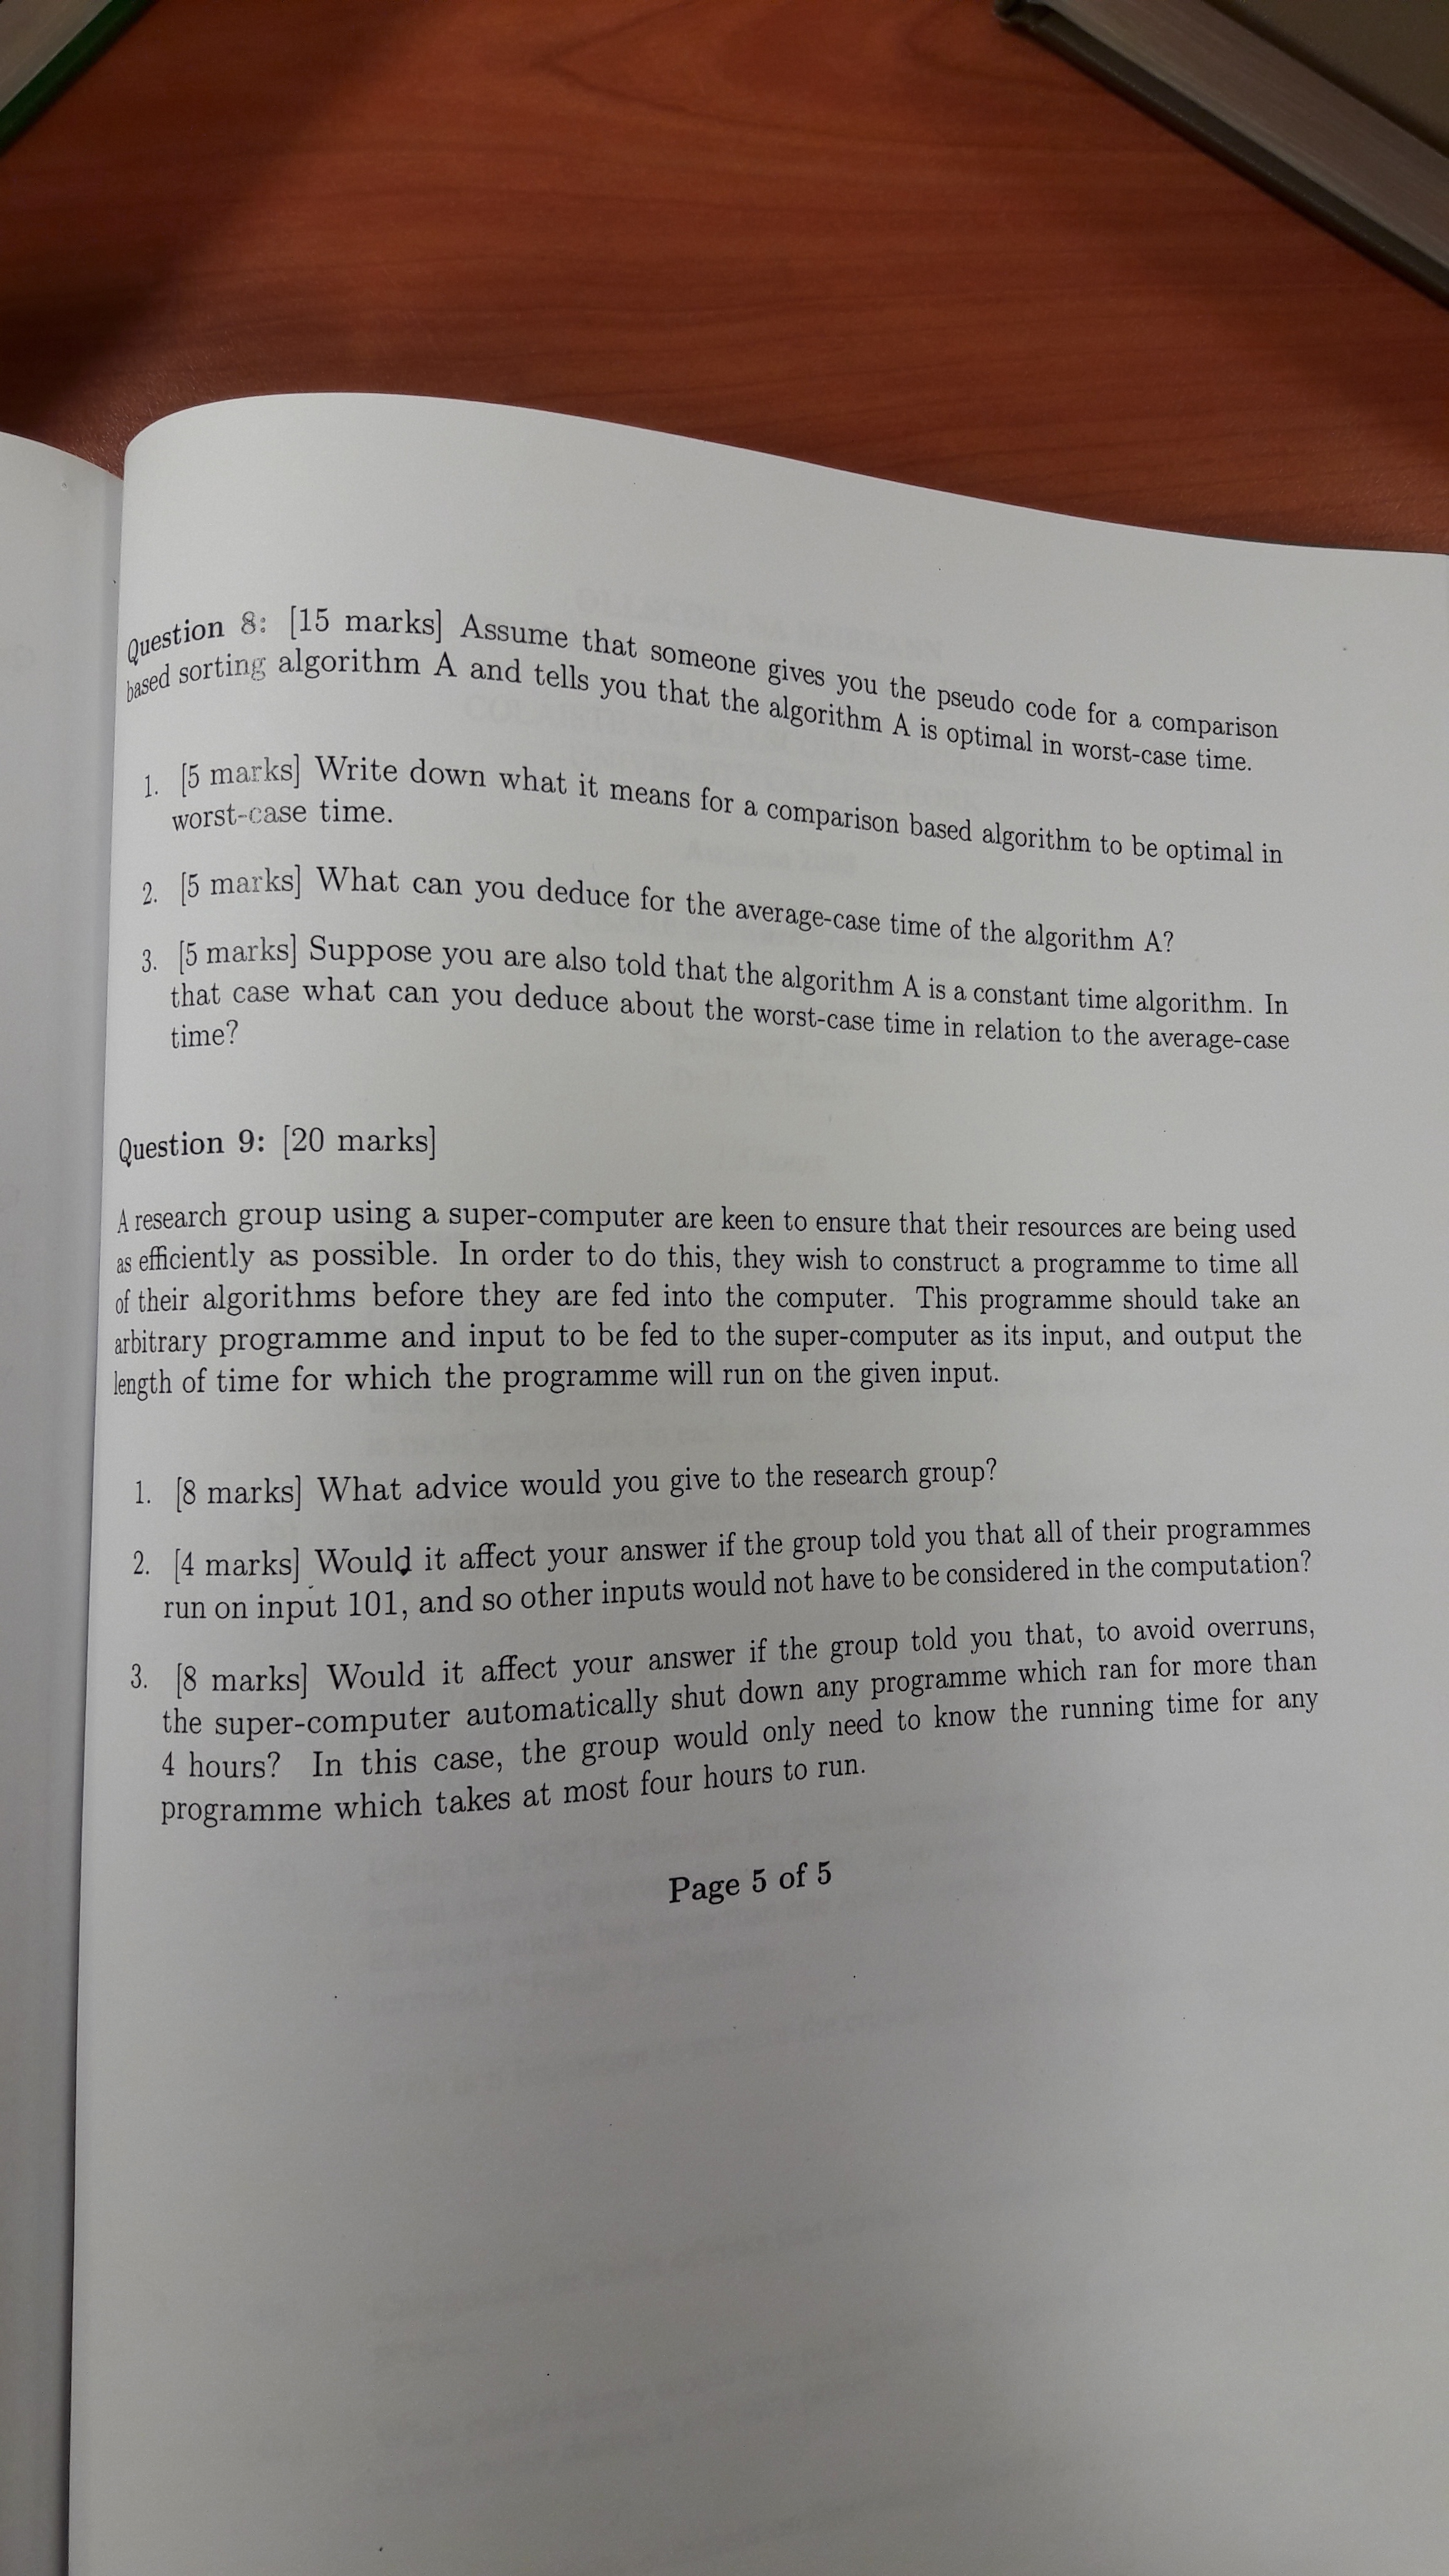 Question 8: [15 marks] Assume that someone gives you the pseudo code for a comparison
based sorting algorithm A and tells you that the algorithm A is optimal in worst-case time.
1. [5 marks] Write down what it means for a comparison based algorithm to be optimal in
worst-case time.
2. [5 marks] What can you deduce for the average-case time of the algorithm A?
3. [5 marks] Suppose you are also told that the algorithm A is a constant time algorithm. In
that case what can you deduce about the worst-case time in relation to the average-case
time?
Question 9: [20 marks]
A research group using a super-computer are keen to ensure that their resources are being used
as efficiently as possible. In order to do this, they wish to construct a programme to time all
of their algorithms before they are fed into the computer. This programme should take an
arbitrary programme and input to be fed to the super-computer as its input, and output the
length of time for which the programme will run on the given input.
1. [8 marks] What advice would you give to the research group?
2. [4 marks] Would it affect your answer if the group told you that all of their programmes
run on input 101, and so other inputs would not have to be considered in the computation?
3. [8 marks] Would it affect your answer if the group told you that, to avoid overruns,
the super-computer automatically shut down any programme which ran for more than
4 hours? In this case, the group would only need to know the running time for any
programme which takes at most four hours to run.
Page 5 of 5